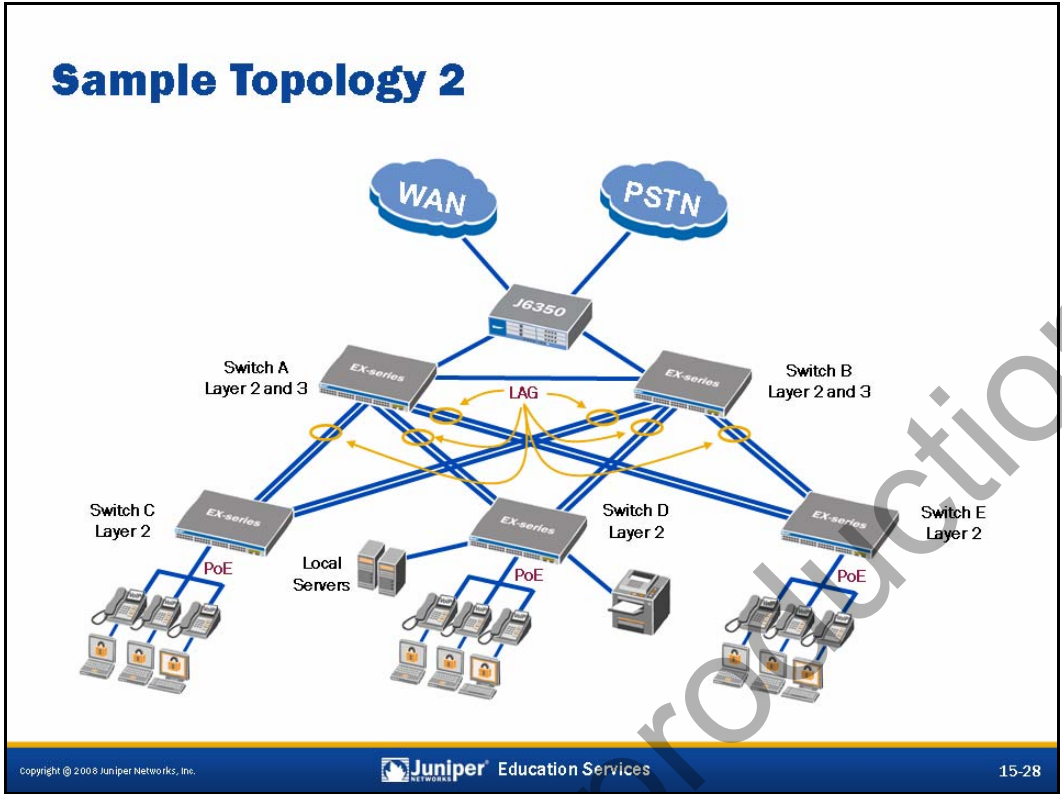 Sample Topology 2
WAN
PSTN
J6350
Switch A
Layer 2 and 3
EX-series
EX-series
Switch B
Layer 2 and 3
LAG
Switch C
Layer 2
EX-series
EX-series
Switch D
Layer 2
EX-series
Switch E
Layer 2
PoE
Local
Servers
PoE
PoE
Copyright © 2008 Juniper Networks, Inc.
Juniper
NETWORKS
Education Services
15-28
production